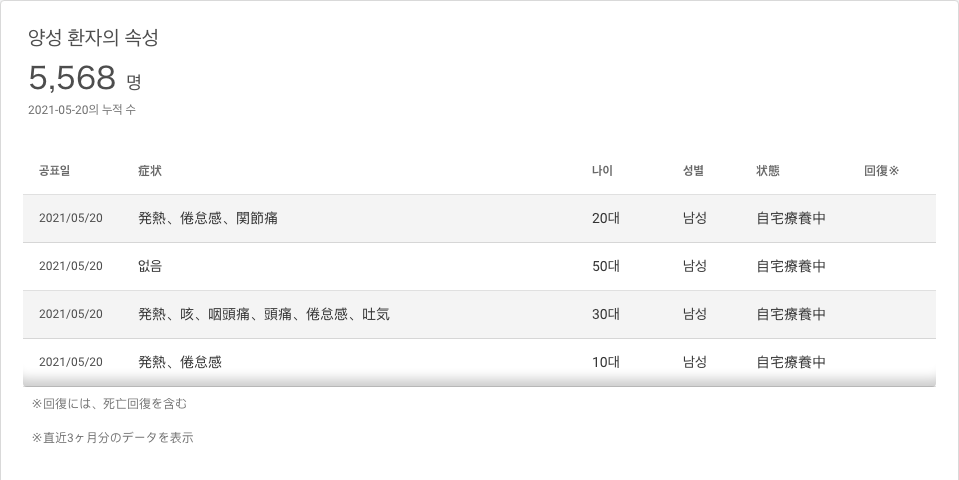 양성 환자의 속성
5,568 명
2021-05-20의 누적 수
공표일 症状 나이 성별 状態 回復※
2021/05/20 発熱、倦怠感、関節痛 20대 남성 自宅療養中
2021/05/20 없음 50대 남성 自宅療養中
2021/05/20 発熱、咳、咽頭痛、頭痛、倦怠感、吐気 30대 남성 自宅療養中
2021/05/20 発熱、倦怠感 10대 남성 自宅療養中
※回復には、死亡回復を含む
※直近3ヶ月分のデータを表示